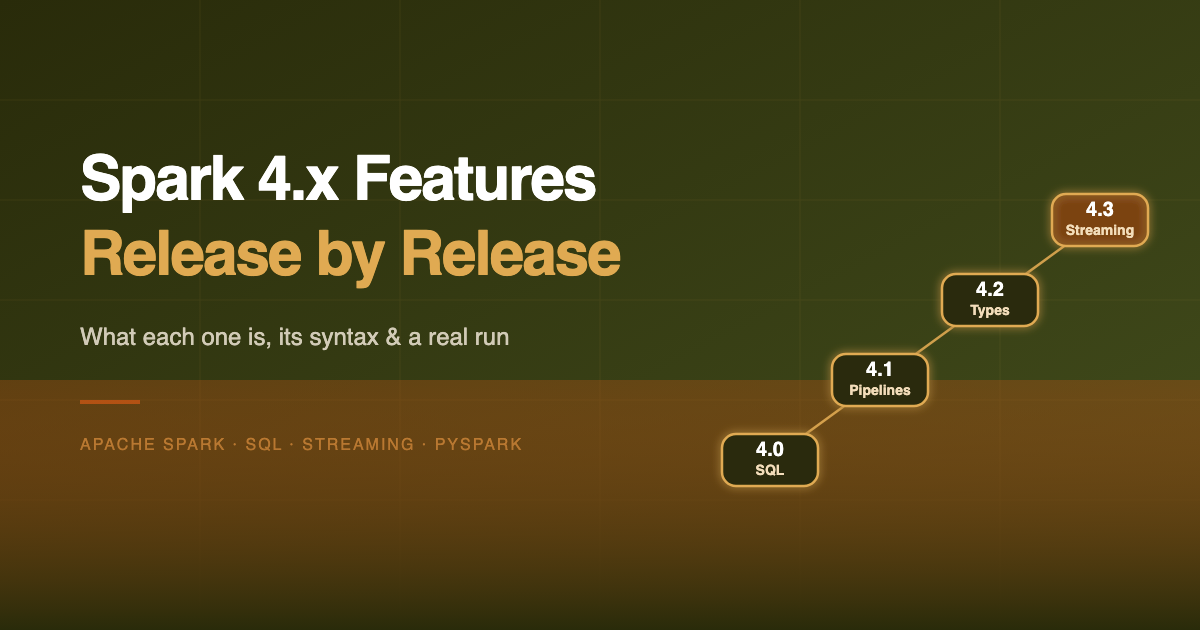 Spark 4.x Features
Release by Release
What each one is, its syntax & a real run
APACHE SPARK · SQL · STREAMING · PYSPARK
4.3
Streaming
4.2
Types
4.1
Pipelines
4.0
SQL